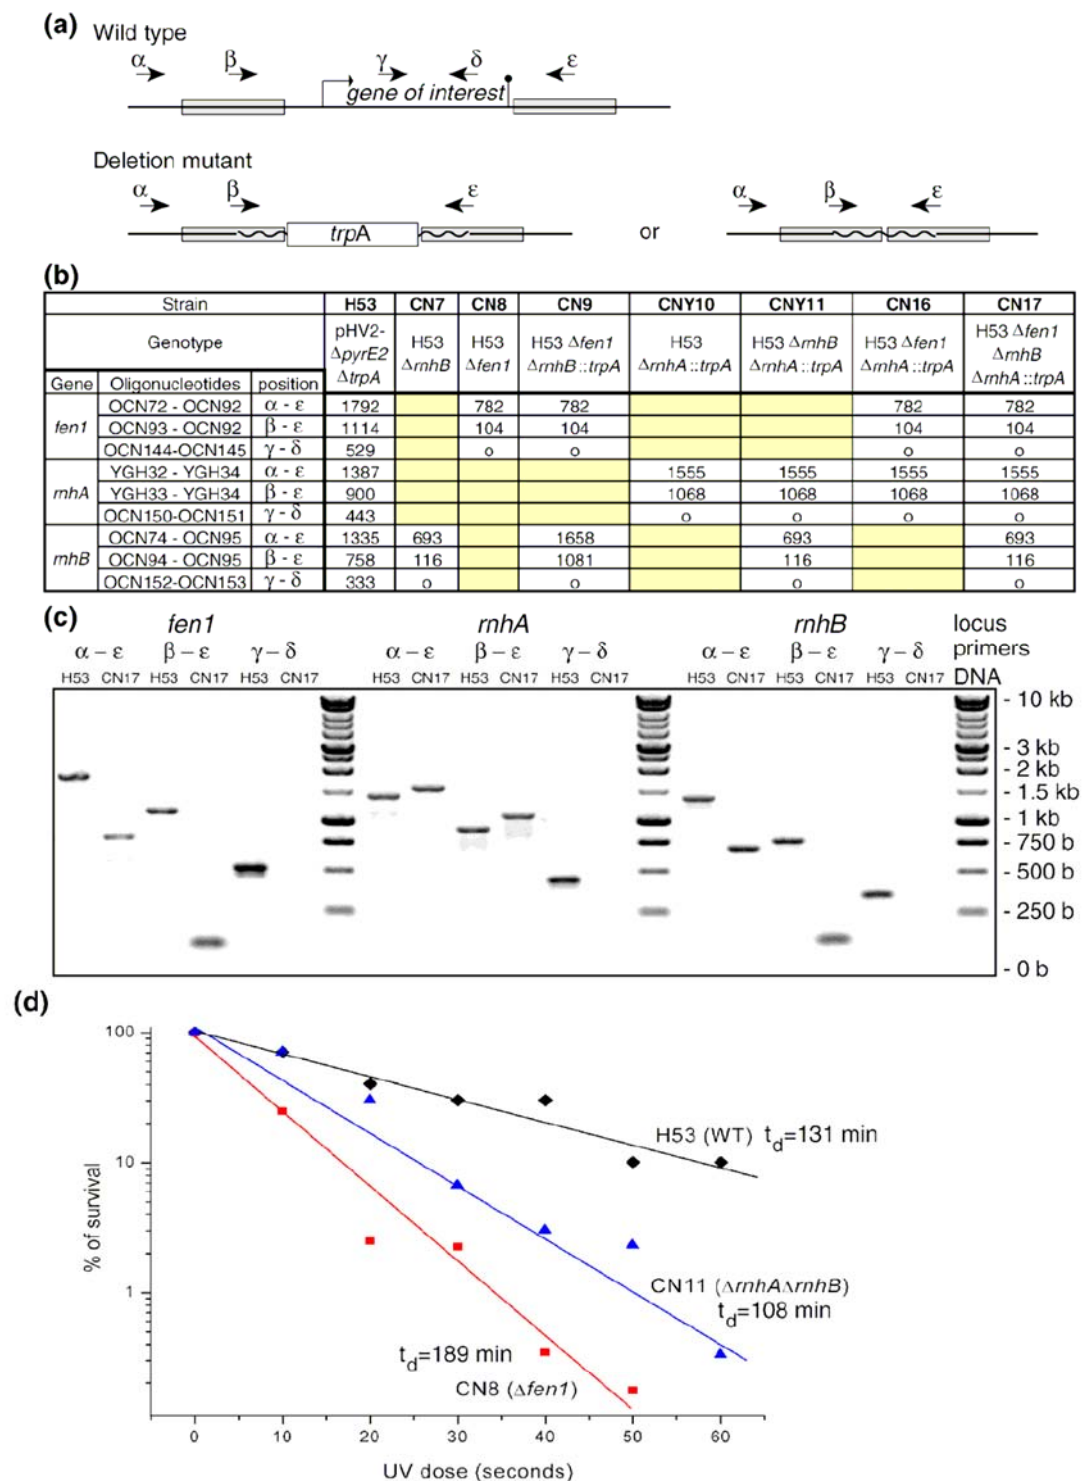 (a)
Wild type
α β γ δ ε
gene of interest
Deletion mutant
α β ε α β ε
trpA or
(b)
Strain H53 CN7 CN8 CN9 CNY10 CNY11 CN16 CN17
Genotype pHV2- ΔpyrE2 ΔtrpA H53 ΔrnhB H53 Δfen1 H53 Δfen1 ΔrnhB::trpA H53 ΔrnhA::trpA H53 ΔrnhB ΔrnhA::trpA H53 Δfen1 ΔrnhA::trpA H53 Δfen1 ΔrnhB ΔrnhA::trpA
Gene Oligonucleotides position
fen1 OCN72 - OCN92 α - ε 1792 782 782 782 782
OCN93 - OCN92 β - ε 1114 104 104 104 104
OCN144-OCN145 γ - δ 529 o o o o
rnhA YGH32 - YGH34 α - ε 1387 1555 1555 1555 1555
YGH33 - YGH34 β - ε 900 1068 1068 1068 1068
OCN150-OCN151 γ - δ 443 o o o o
rnhB OCN74 - OCN95 α - ε 1335 693 1658 693 693
OCN94 - OCN95 β - ε 758 116 1081 116 116
OCN152-OCN153 γ - δ 333 o o o o
(c)
fen1 rnhA rnhB locus
α – ε β – ε γ – δ α – ε β – ε γ – δ α – ε β – ε γ – δ primers
H53 CN17 H53 CN17 H53 CN17 H53 CN17 H53 CN17 H53 CN17 H53 CN17 H53 CN17 H53 CN17 DNA
- 10 kb
- 3 kb
- 2 kb
- 1.5 kb
- 1 kb
- 750 b
- 500 b
- 250 b
- 0 b
(d)
% of survival
100
10
1
H53 (WT) td=131 min
CN11 (ΔrnhAΔrnhB)
td=108 min
td=189 min
CN8 (Δfen1)
0 10 20 30 40 50 60
UV dose (seconds)